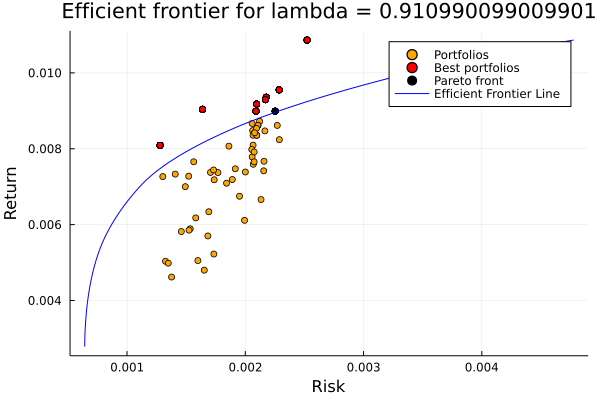 Efficient frontier for lambda = 0.910990099009901
Return
0.010
0.008
0.006
0.004
Portfolios
Best portfolios
Pareto front
Efficient Frontier Line
0.001
0.002
0.003
0.004
Risk